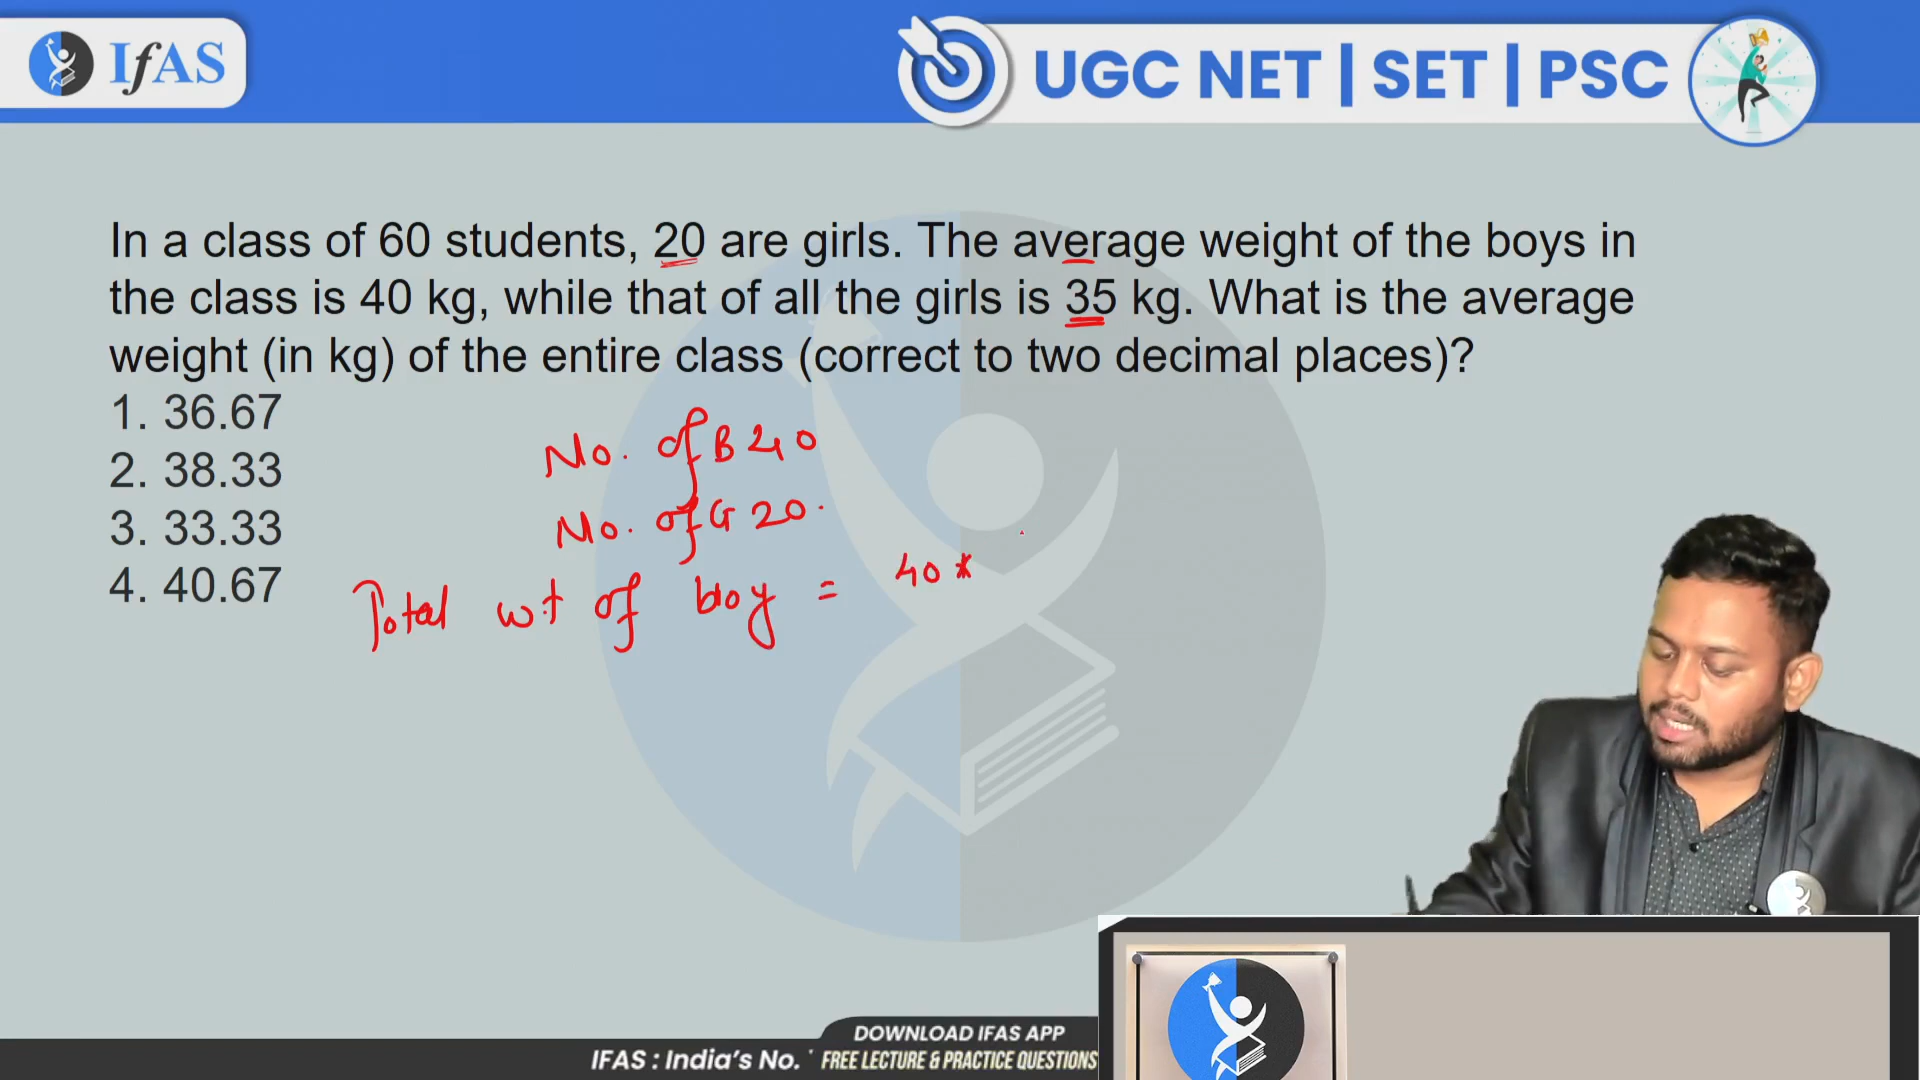 IfAS
UGC NET | SET | PSC
In a class of 60 students, 20 are girls. The average weight of the boys in
the class is 40 kg, while that of all the girls is 35 kg. What is the average
weight (in kg) of the entire class (correct to two decimal places)?
1. 36.67
2. 38.33
3. 33.33
4. 40.67
No. of B 40
No. of G 20.
Total wt of boy = 40 *
DOWNLOAD IFAS APP
IFAS : India's No. FREE LECTURE & PRACTICE QUESTIONS